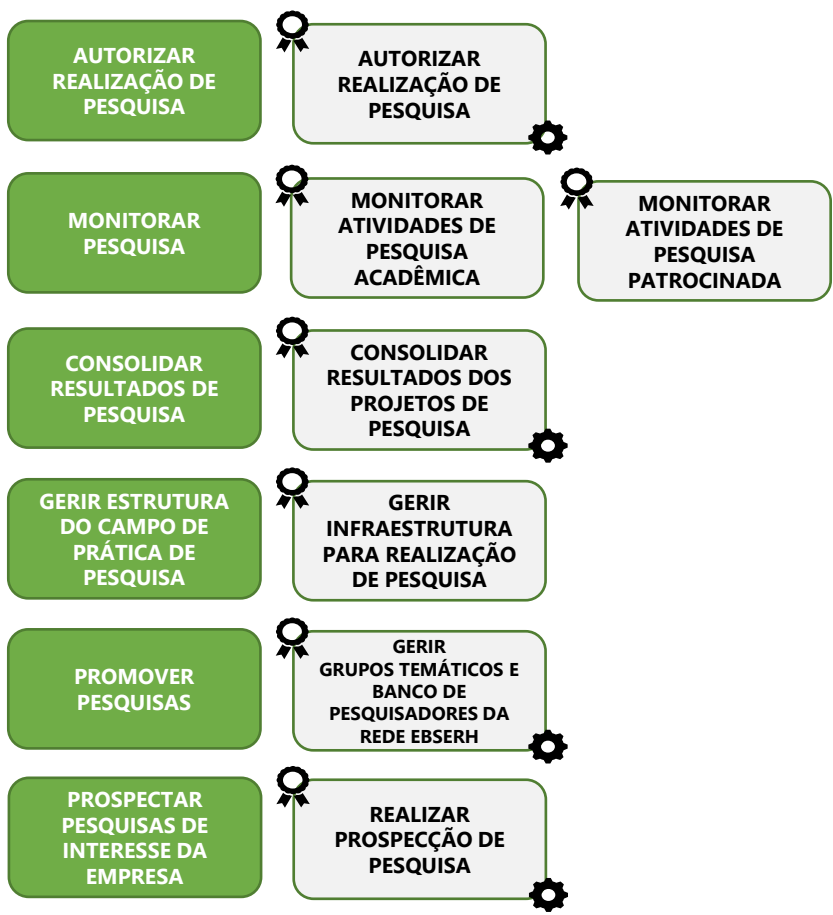 AUTORIZAR
REALIZAÇÃO DE
PESQUISA
AUTORIZAR
REALIZAÇÃO DE
PESQUISA
MONITORAR
PESQUISA
MONITORAR
ATIVIDADES DE
PESQUISA
ACADÊMICA
MONITORAR
ATIVIDADES DE
PESQUISA
PATROCINADA
CONSOLIDAR
RESULTADOS DE
PESQUISA
CONSOLIDAR
RESULTADOS DOS
PROJETOS DE
PESQUISA
GERIR ESTRUTURA
DO CAMPO DE
PRÁTICA DE
PESQUISA
GERIR
INFRAESTRUTURA
PARA REALIZAÇÃO
DE PESQUISA
PROMOVER
PESQUISAS
GERIR
GRUPOS TEMÁTICOS E
BANCO DE
PESQUISADORES DA
REDE EBSERH
PROSPECTAR
PESQUISAS DE
INTERESSE DA
EMPRESA
REALIZAR
PROSPECÇÃO DE
PESQUISA